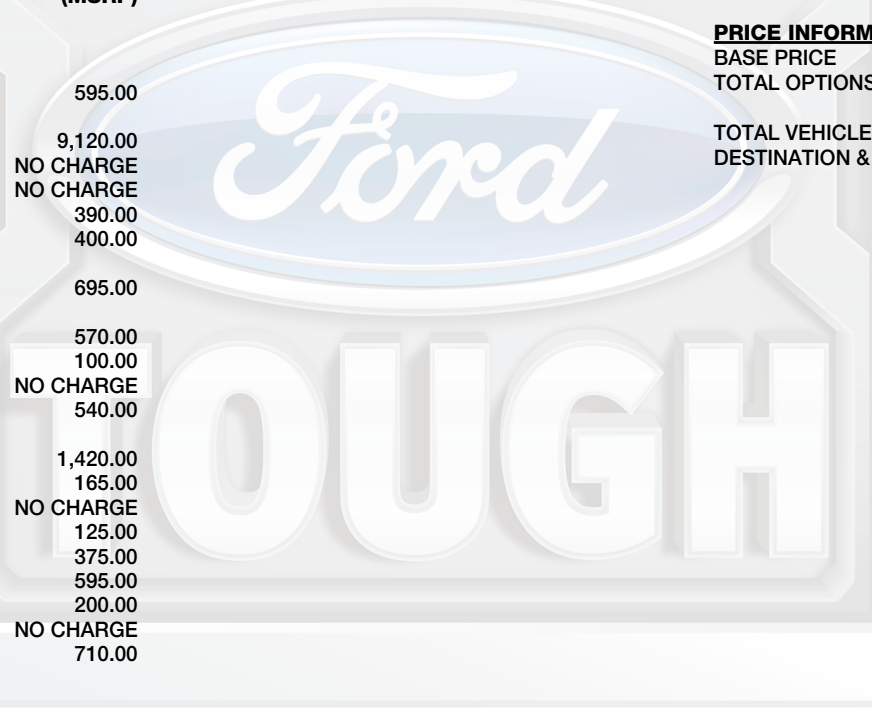 (MSRP)
595.00
9,120.00
NO CHARGE
NO CHARGE
390.00
400.00
695.00
570.00
100.00
NO CHARGE
540.00
1,420.00
165.00
NO CHARGE
125.00
375.00
595.00
200.00
NO CHARGE
710.00
PRICE INFORM
BASE PRICE
TOTAL OPTIONS
TOTAL VEHICLE
DESTINATION &
Ford
TOUGH